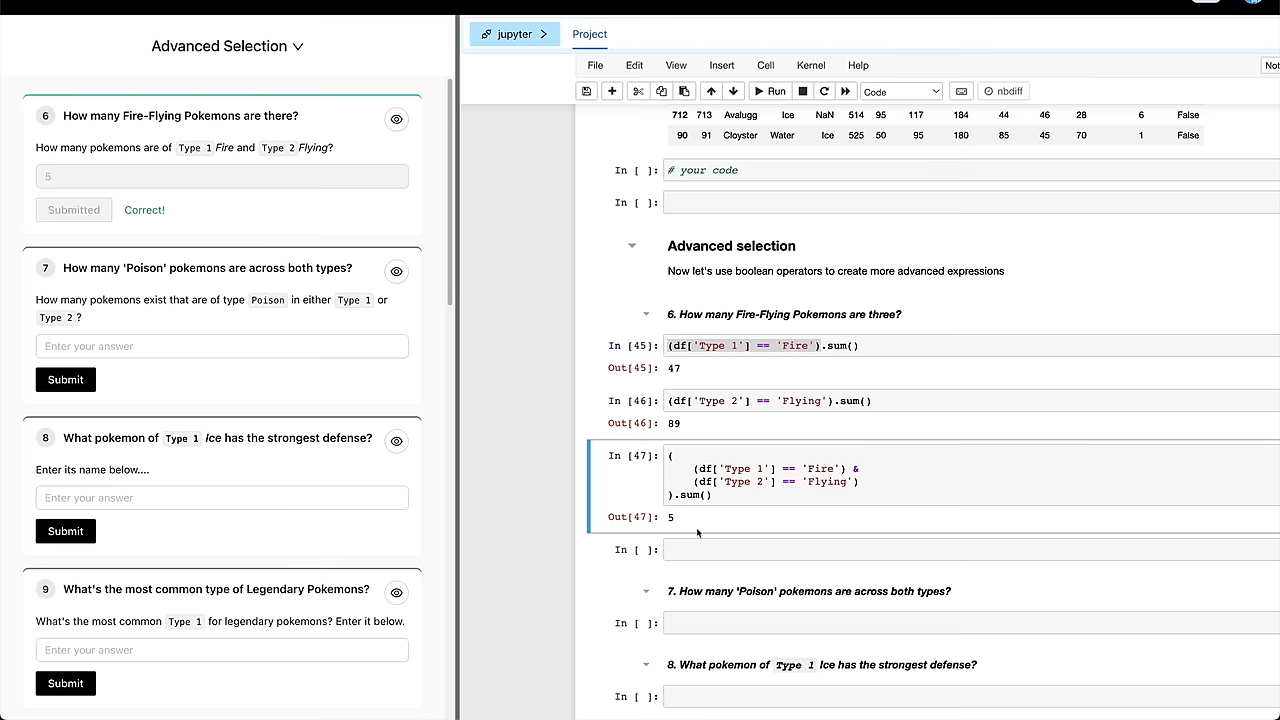 Advanced Selection
6 How many Fire-Flying Pokemons are there?
How many pokemons are of Type 1 Fire and Type 2 Flying?
5
Submitted Correct!
7 How many 'Poison' pokemons are across both types?
How many pokemons exist that are of type Poison in either Type 1 or
Type 2 ?
Enter your answer
Submit
8 What pokemon of Type 1 Ice has the strongest defense?
Enter its name below....
Enter your answer
Submit
9 What's the most common type of Legendary Pokemons?
What's the most common Type 1 for legendary pokemons? Enter it below.
Enter your answer
Submit
jupyter Project
File Edit View Insert Cell Kernel Help
Not
Run Code nbdiff
712 713 Avalugg Ice NaN 514 95 117 184 44 46 28 6 False
90 91 Cloyster Water Ice 525 50 95 180 85 45 70 1 False
In [ ]: # your code
In [ ]:
Advanced selection
Now let's use boolean operators to create more advanced expressions
6. How many Fire-Flying Pokemons are three?
In [45]: (df['Type 1'] == 'Fire').sum()
Out[45]: 47
In [46]: (df['Type 2'] == 'Flying').sum()
Out[46]: 89
In [47]: (
(df['Type 1'] == 'Fire') &
(df['Type 2'] == 'Flying')
).sum()
Out[47]: 5
In [ ]:
7. How many 'Poison' pokemons are across both types?
In [ ]:
8. What pokemon of Type 1 Ice has the strongest defense?
In [ ]: